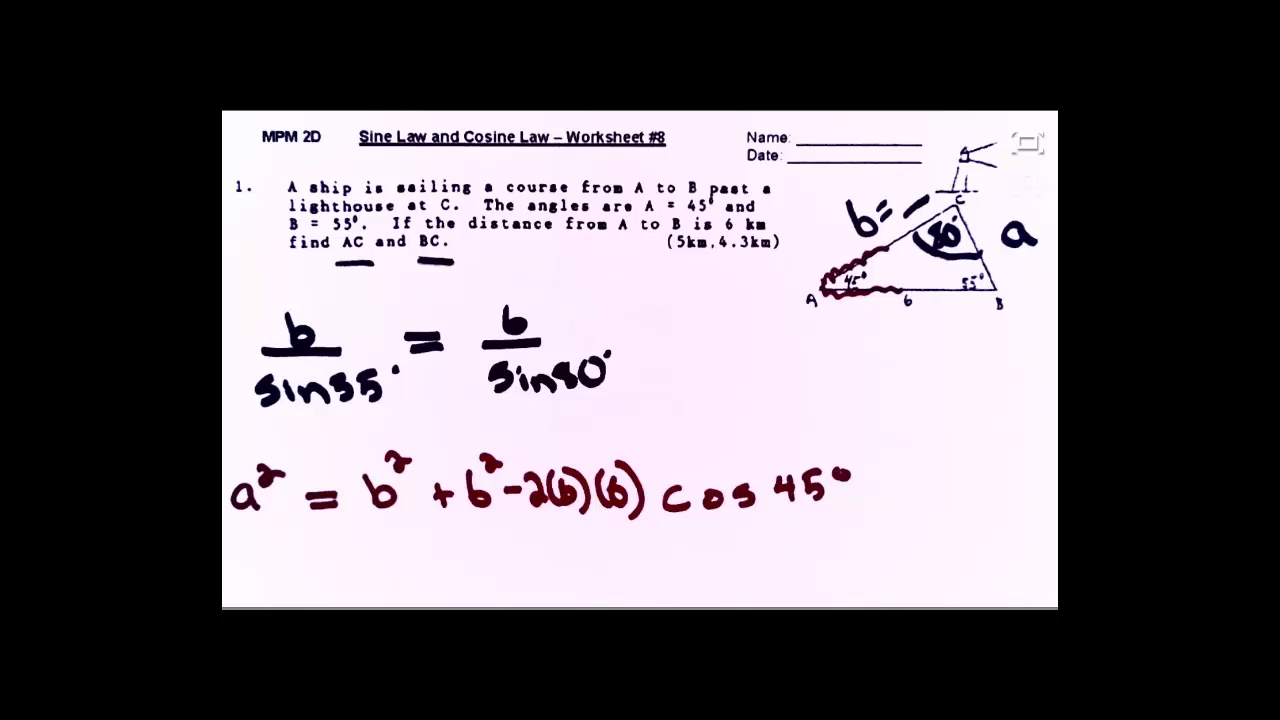 MPM 2D Sine Law and Cosine Law – Worksheet #8 Name:
Date:
1. A ship is sailing a course from A to B past a
lighthouse at C. The angles are A = 45° and
B = 55°. If the distance from A to B is 6 km
find AC and BC. (5km,4.3km)
C
b = –
80°
a
45°
55°
A
6
B
b = 6
sin55° sin80°
a² = b² + 6² - 2(b)(6) cos 45°